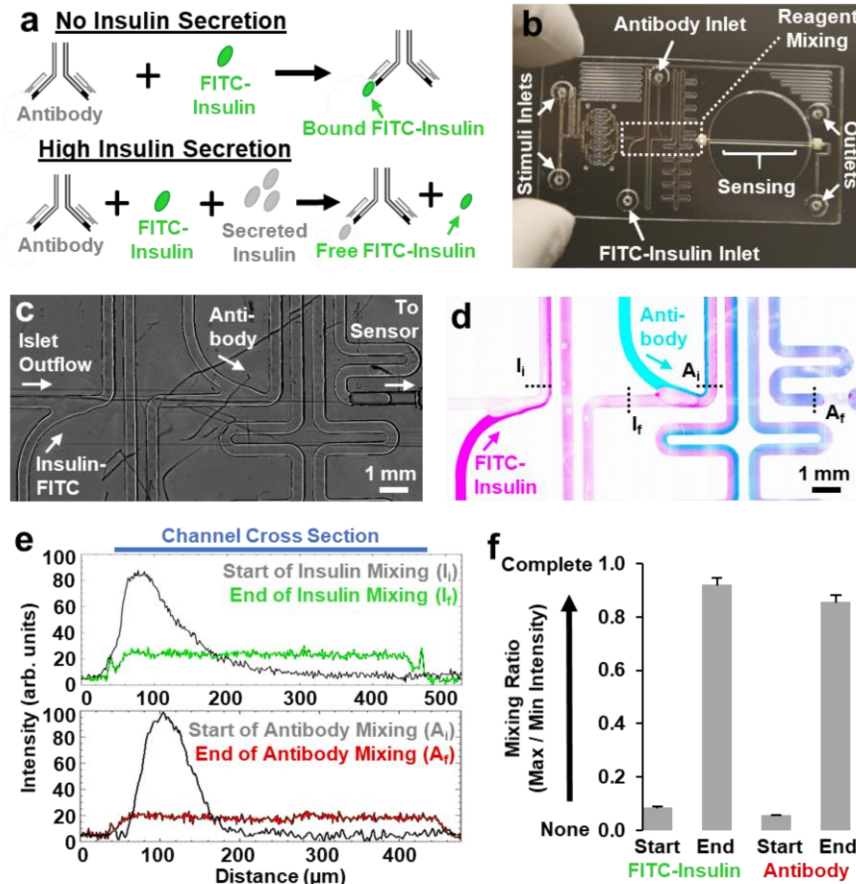 a
No Insulin Secretion
Antibody
+
FITC-
Insulin
Bound FITC-Insulin
High Insulin Secretion
Antibody
+
FITC-
Insulin
+
Secreted
Insulin
+
Free FITC-Insulin
b
Antibody Inlet
Reagent
Mixing
Stimuli Inlets
Outlets
Sensing
FITC-Insulin Inlet
c
Islet
Outflow
Anti-
body
To
Sensor
Insulin-
FITC
1 mm
d
Anti-
body
Ii
Ai
If
Af
FITC-
Insulin
1 mm
e
Channel Cross Section
Start of Insulin Mixing (Ii)
End of Insulin Mixing (If)
100
80
60
40
20
0
0 100 200 300 400 500
Start of Antibody Mixing (Ai)
End of Antibody Mixing (Af)
100
80
60
40
20
0
0 100 200 300 400
Intensity (arb. units)
Distance (µm)
f
Complete
None
Mixing Ratio
(Max / Min Intensity)
1.0
0.8
0.6
0.4
0.2
0.0
Start End Start End
FITC-Insulin Antibody